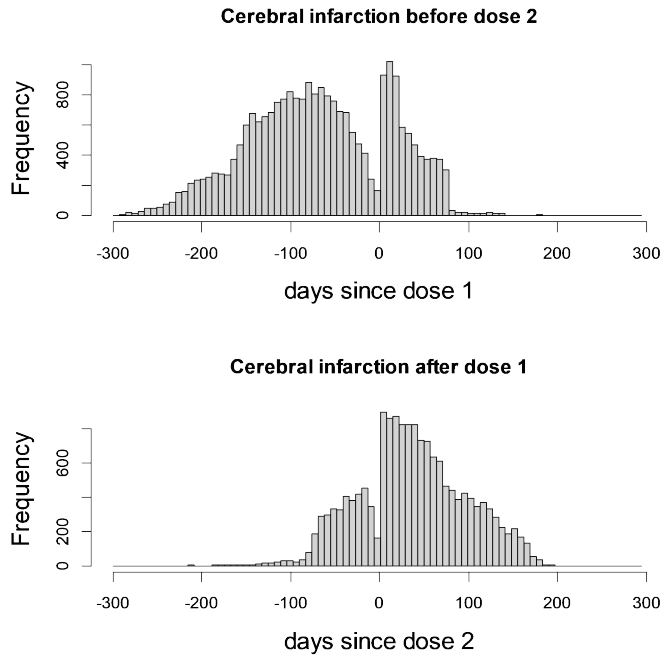 Cerebral infarction before dose 2
Frequency
800
400
0
-300 -200 -100 0 100 200 300
days since dose 1
Cerebral infarction after dose 1
Frequency
600
200
0
-300 -200 -100 0 100 200 300
days since dose 2